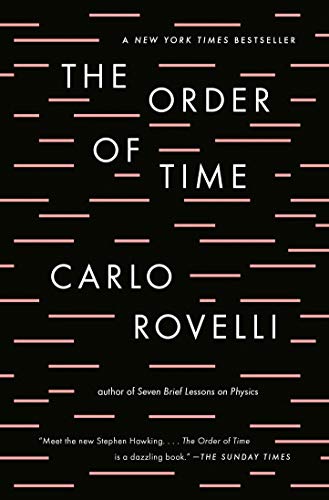 A NEW YORK TIMES BESTSELLER
THE
ORDER
OF
TIME
CARLO
ROVELLI
author of Seven Brief Lessons on Physics
"Meet the new Stephen Hawking. . . . The Order of Time
is a dazzling book." —THE SUNDAY TIMES